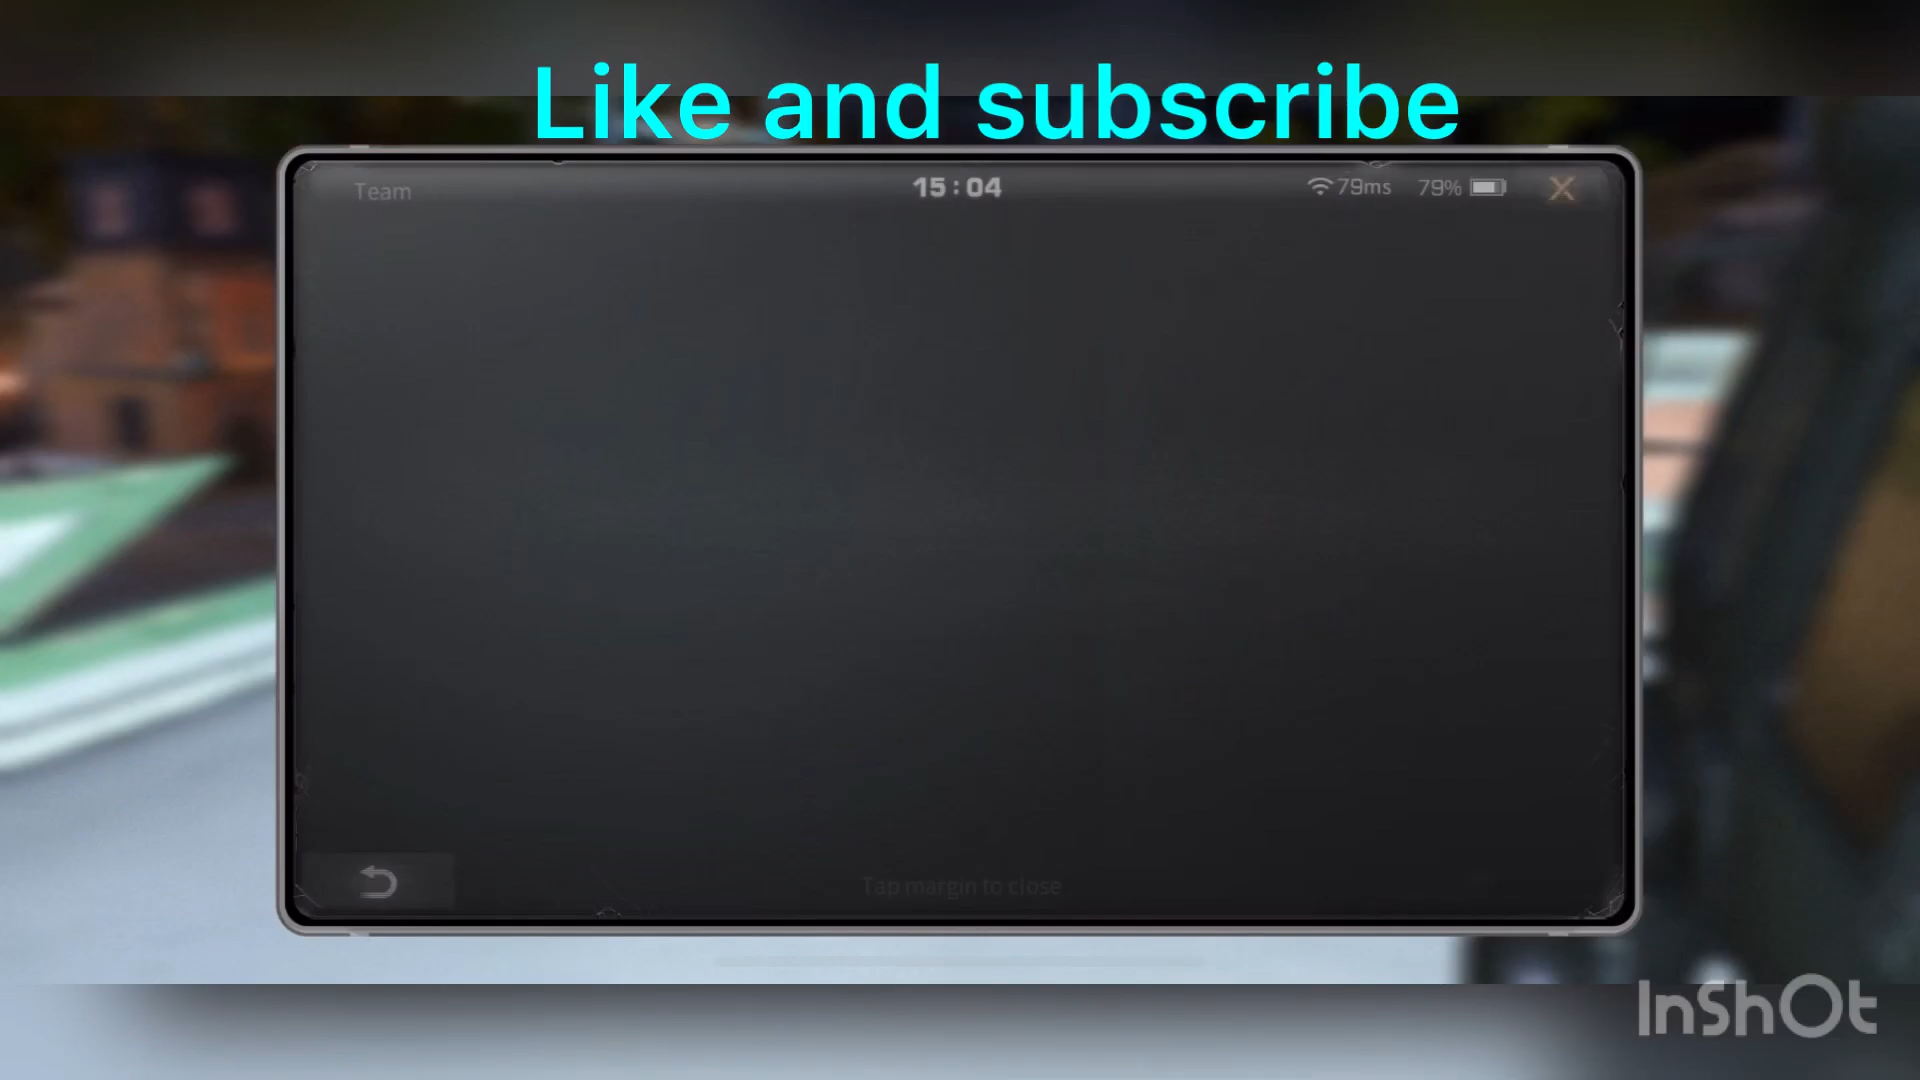 Like and subscribe
Team
15:04
79ms
79%
Tap margin to close
InShOt